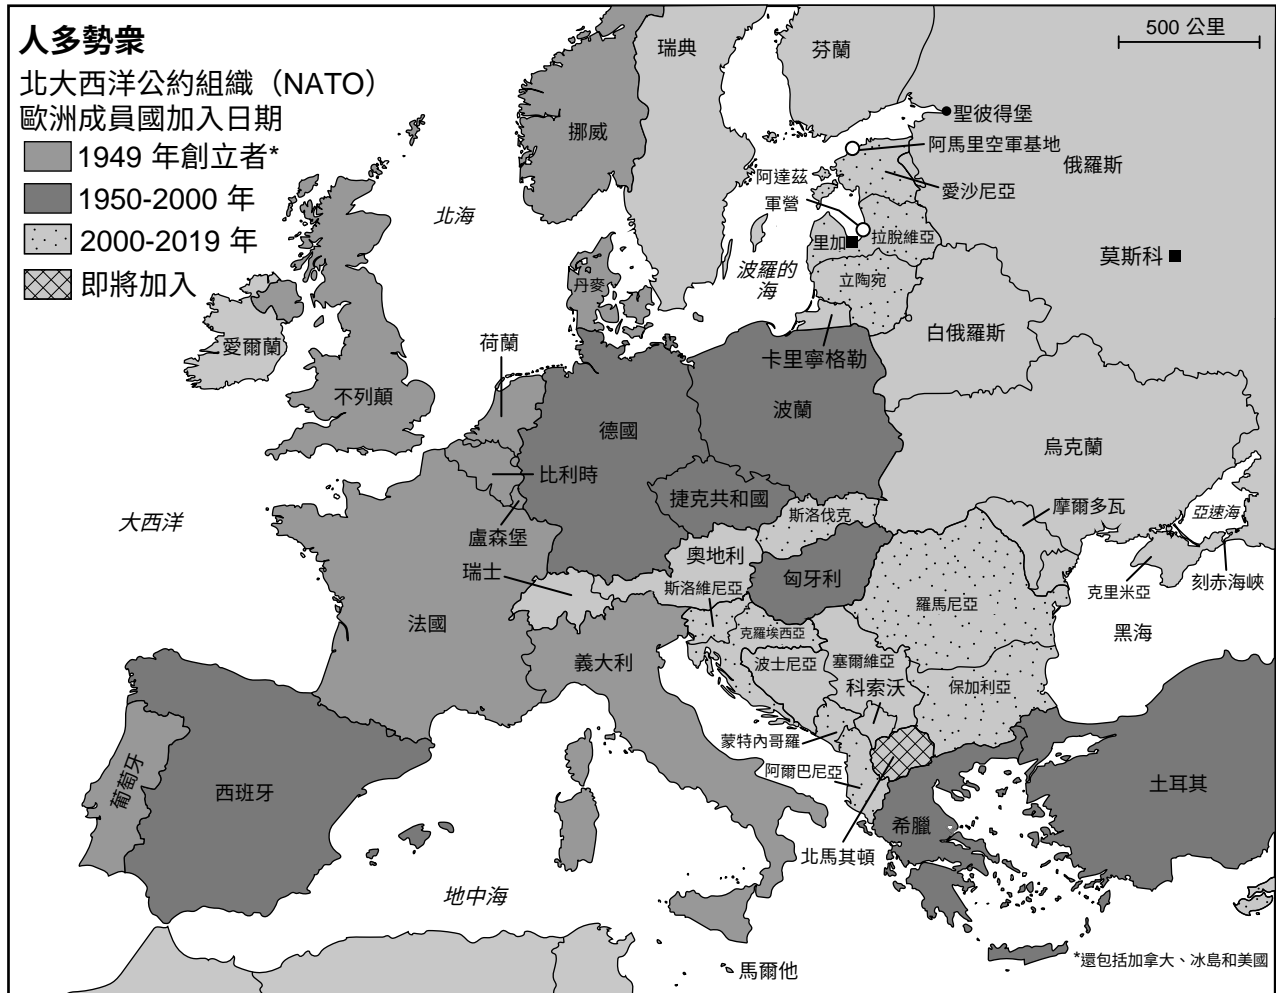 人多勢衆
北大西洋公約組織（NATO）
歐洲成員國加入日期
1949 年創立者*
1950-2000 年
2000-2019 年
即將加入
500 公里
瑞典
芬蘭
挪威
聖彼得堡
阿馬里空軍基地
俄羅斯
阿達茲
軍營
愛沙尼亞
北海
里加
拉脫維亞
莫斯科
波羅的
海
丹麥
立陶宛
白俄羅斯
荷蘭
愛爾蘭
卡里寧格勒
不列顛
波蘭
德國
烏克蘭
比利時
捷克共和國
斯洛伐克
摩爾多瓦
亞速海
大西洋
盧森堡
奧地利
瑞士
匈牙利
斯洛維尼亞
克里米亞
刻赤海峽
羅馬尼亞
法國
克羅埃西亞
黑海
義大利
波士尼亞
塞爾維亞
科索沃
保加利亞
蒙特內哥羅
阿爾巴尼亞
葡萄牙
西班牙
土耳其
希臘
北馬其頓
地中海
馬爾他
*還包括加拿大、冰島和美國